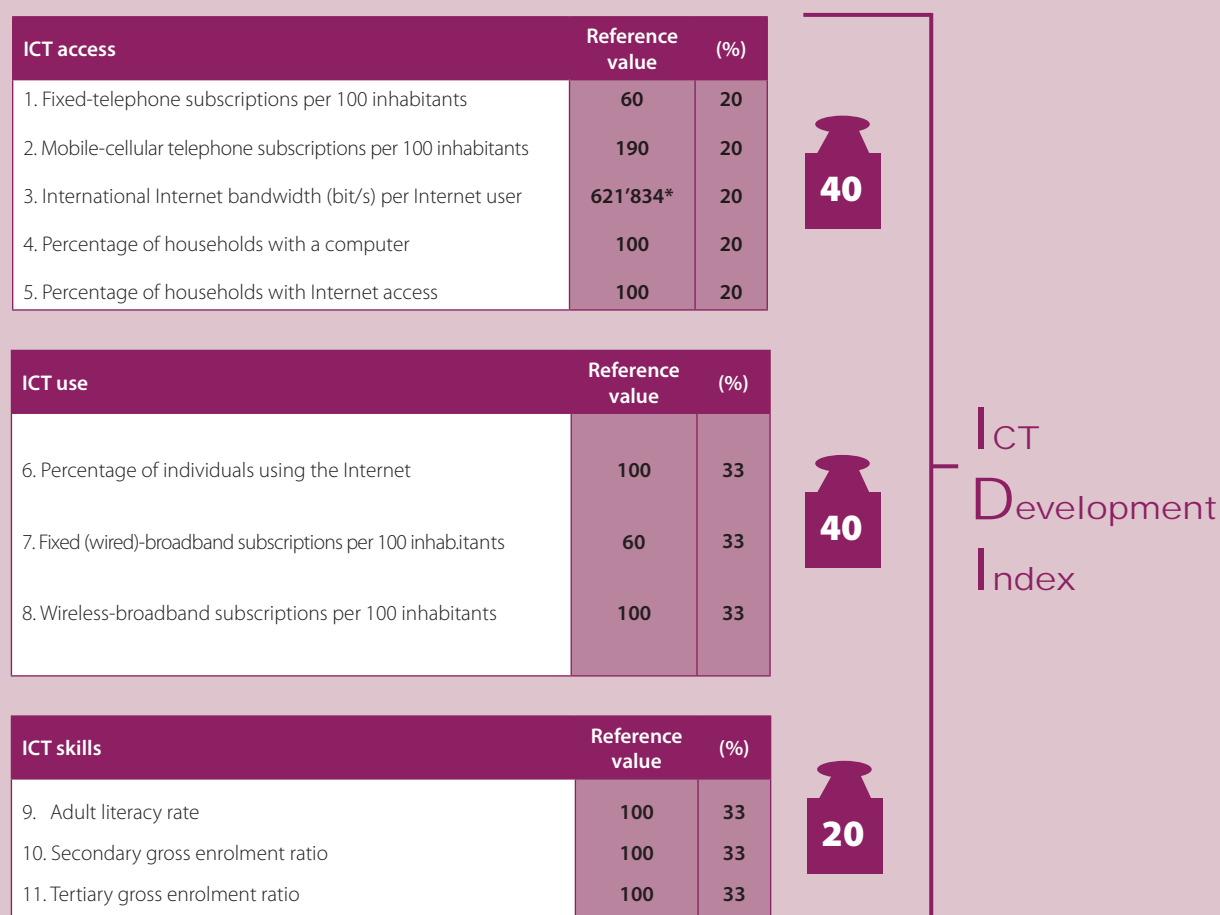 ICT access Reference value (%)
1. Fixed-telephone subscriptions per 100 inhabitants 60 20
2. Mobile-cellular telephone subscriptions per 100 inhabitants 190 20
3. International Internet bandwidth (bit/s) per Internet user 621’834* 20
4. Percentage of households with a computer 100 20
5. Percentage of households with Internet access 100 20
40
ICT use Reference value (%)
6. Percentage of individuals using the Internet 100 33
7. Fixed (wired)-broadband subscriptions per 100 inhab.itants 60 33
8. Wireless-broadband subscriptions per 100 inhabitants 100 33
40
ICT skills Reference value (%)
9. Adult literacy rate 100 33
10. Secondary gross enrolment ratio 100 33
11. Tertiary gross enrolment ratio 100 33
20
ICT
Development
Index